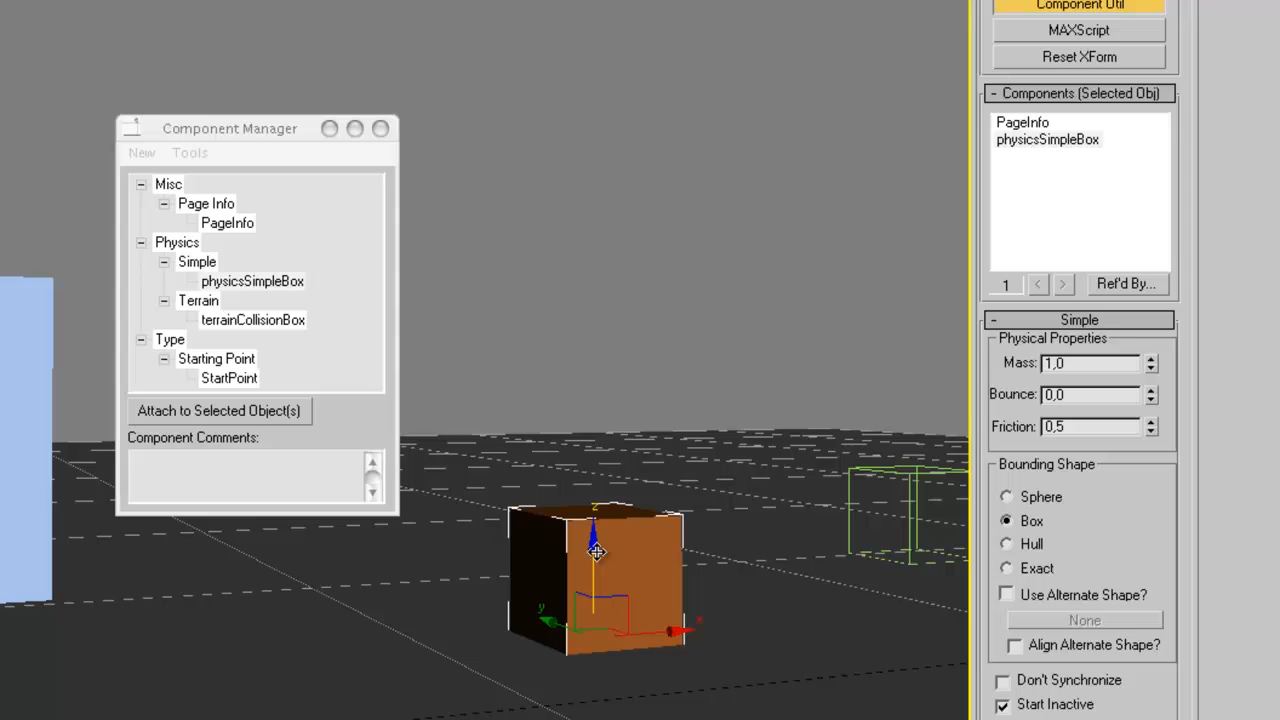 Component Util
MAXScript
Reset XForm
- Components (Selected Obj)
PageInfo
physicsSimpleBox
1 < > Ref'd By...
- Simple
Physical Properties
Mass: 1,0
Bounce: 0,0
Friction: 0,5
Bounding Shape
Sphere
Box
Hull
Exact
Use Alternate Shape?
None
Align Alternate Shape?
Don't Synchronize
Start Inactive
Component Manager
New Tools
Misc
Page Info
PageInfo
Physics
Simple
physicsSimpleBox
Terrain
terrainCollisionBox
Type
Starting Point
StartPoint
Attach to Selected Object(s)
Component Comments:
z
y
x